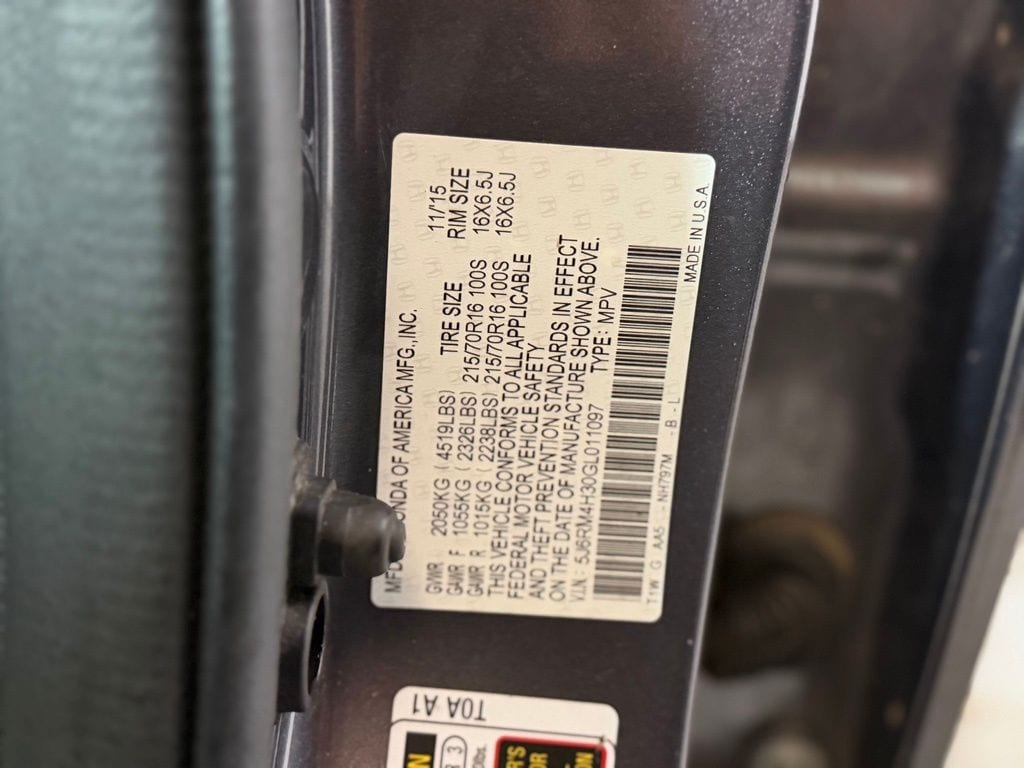 MFD HONDA OF AMERICA MFG.,INC. 11/15
GVWR 2050KG ( 4519LBS) TIRE SIZE RIM SIZE
GAWR F 1055KG ( 2326LBS) 215/70R16 100S 16X6.5J
GAWR R 1015KG ( 2238LBS) 215/70R16 100S 16X6.5J
THIS VEHICLE CONFORMS TO ALL APPLICABLE
FEDERAL MOTOR VEHICLE SAFETY
AND THEFT PREVENTION STANDARDS IN EFFECT
ON THE DATE OF MANUFACTURE SHOWN ABOVE.
V.I.N.: 5J6RM4H30GL011097 TYPE: MPV
T1W G AA5 - NH797M - B - L MADE IN U.S.A.
T0A A1
3